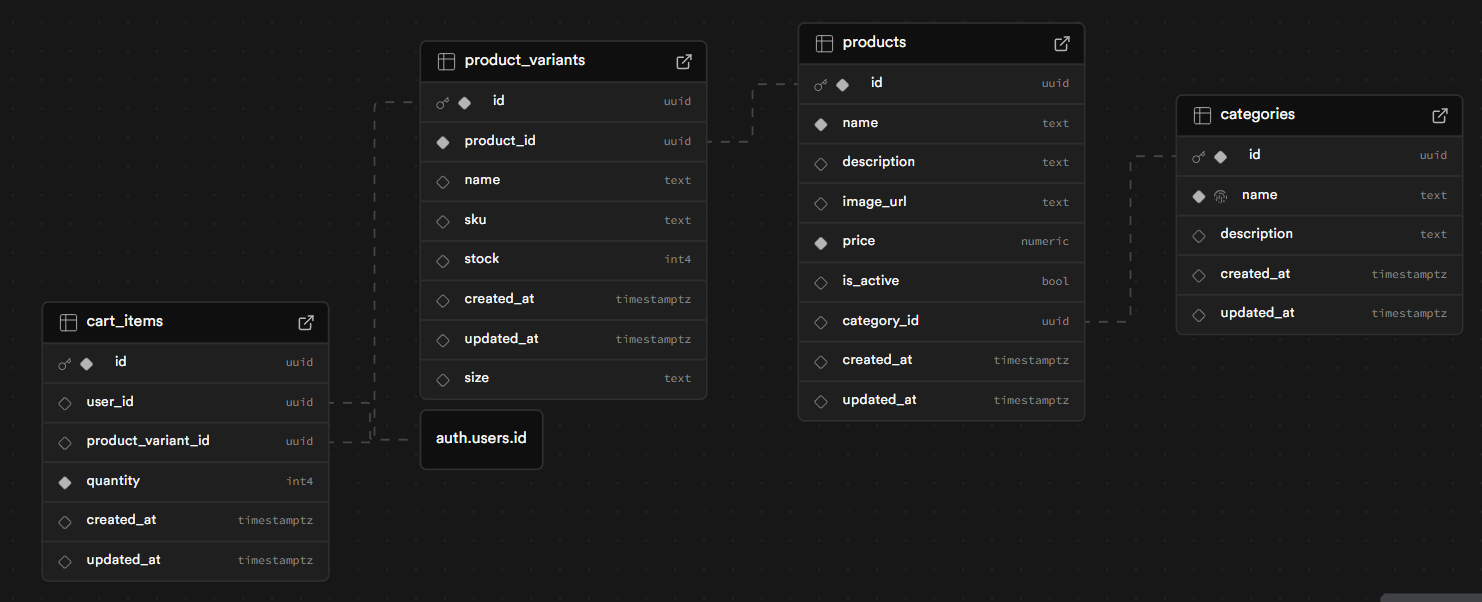 product_variants
id uuid
product_id uuid
name text
sku text
stock int4
created_at timestamptz
updated_at timestamptz
size text
products
id uuid
name text
description text
image_url text
price numeric
is_active bool
category_id uuid
created_at timestamptz
updated_at timestamptz
categories
id uuid
name text
description text
created_at timestamptz
updated_at timestamptz
cart_items
id uuid
user_id uuid
product_variant_id uuid
quantity int4
created_at timestamptz
updated_at timestamptz
auth.users.id